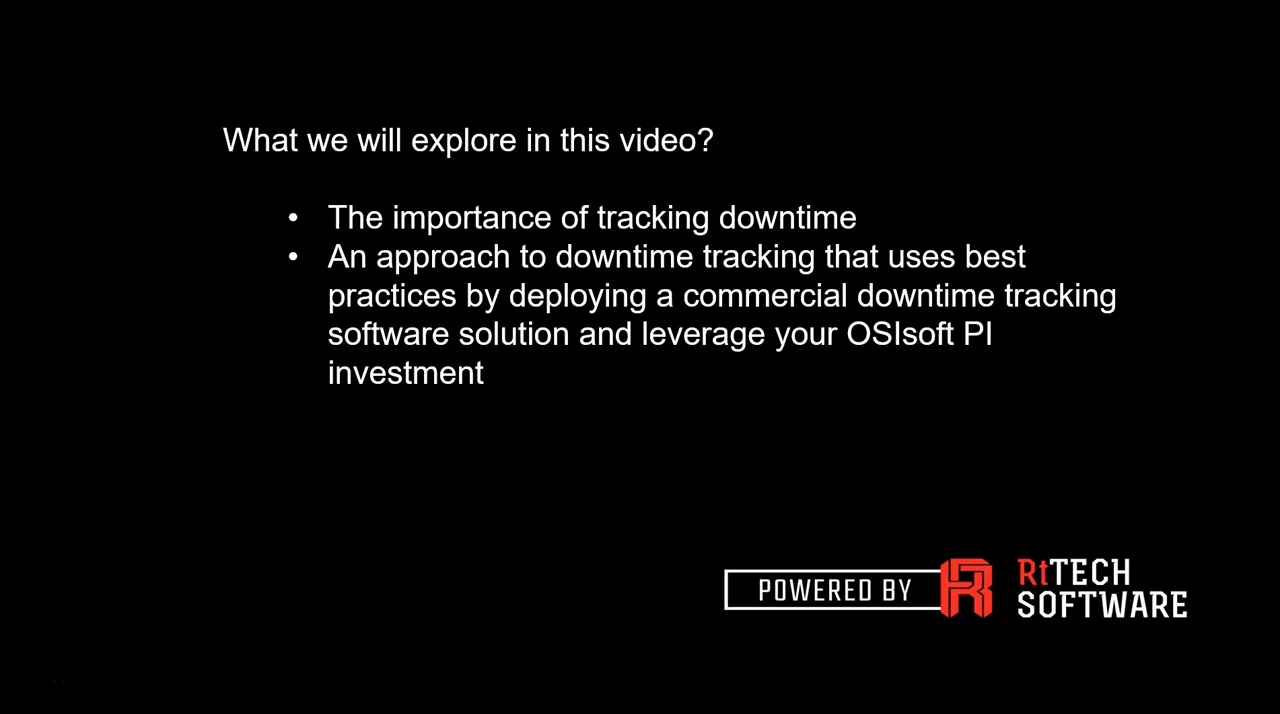 What we will explore in this video?
• The importance of tracking downtime
• An approach to downtime tracking that uses best
practices by deploying a commercial downtime tracking
software solution and leverage your OSIsoft PI
investment
POWERED BY
RtTECH
SOFTWARE